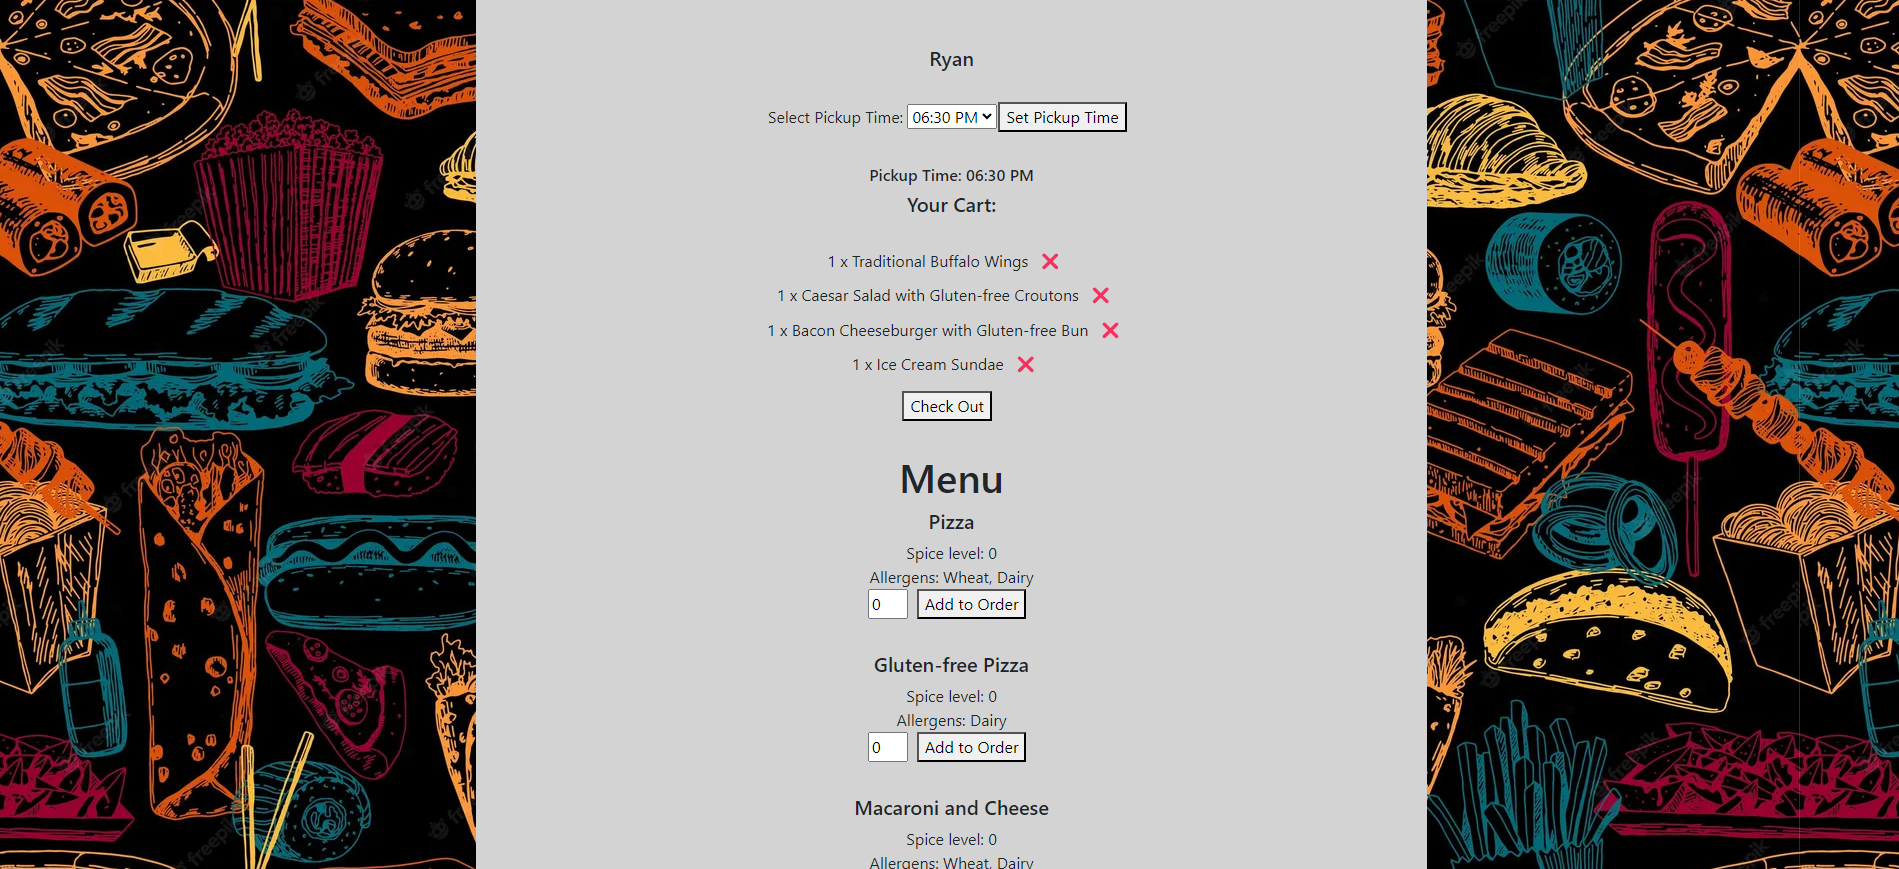 Ryan
Select Pickup Time: 06:30 PM Set Pickup Time
Pickup Time: 06:30 PM
Your Cart:
1 x Traditional Buffalo Wings ❌
1 x Caesar Salad with Gluten-free Croutons ❌
1 x Bacon Cheeseburger with Gluten-free Bun ❌
1 x Ice Cream Sundae ❌
Check Out
Menu
Pizza
Spice level: 0
Allergens: Wheat, Dairy
0 Add to Order
Gluten-free Pizza
Spice level: 0
Allergens: Dairy
0 Add to Order
Macaroni and Cheese
Spice level: 0
Allergens: Wheat, Dairy